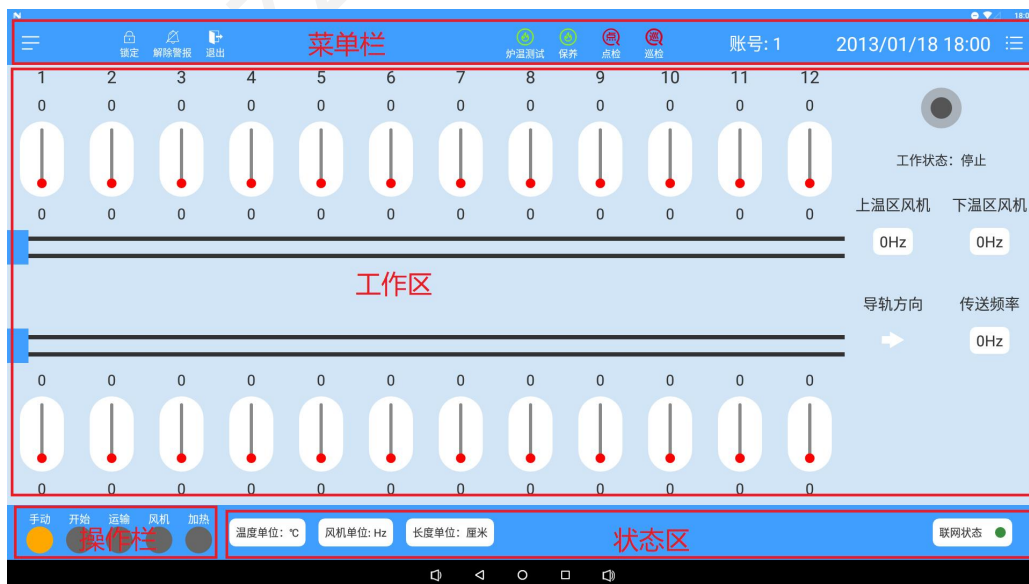 18:0
锁定 解除警报 退出 菜单栏 炉温测试 保养 点检 巡检 账号: 1 2013/01/18 18:00
点 巡
1 2 3 4 5 6 7 8 9 10 11 12
0 0 0 0 0 0 0 0 0 0 0 0
工作状态: 停止
0 0 0 0 0 0 0 0 0 0 0 0
上温区风机 下温区风机
0Hz 0Hz
工作区
导轨方向 传送频率
0Hz
0 0 0 0 0 0 0 0 0 0 0 0
0 0 0 0 0 0 0 0 0 0 0 0
手动 开始 运输 风机 加热
操作栏 温度单位: ℃ 风机单位: Hz 长度单位: 厘米 状态区 联网状态